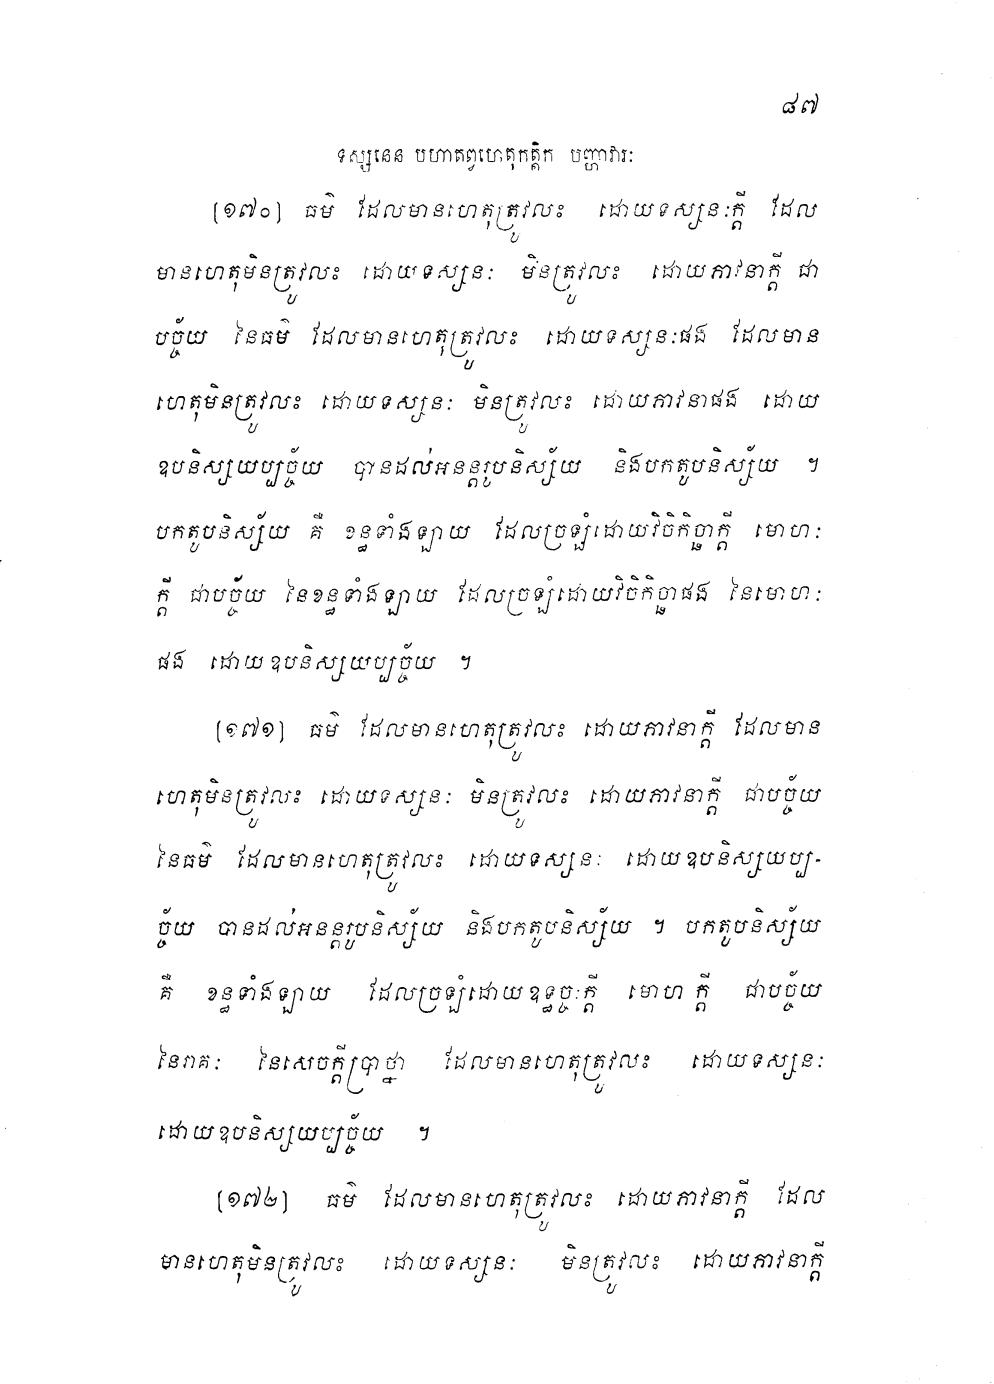 ៨៧
ទស្សនេន បហាតព្វហេតុកត្តិក បញ្ហាវារៈ
[១៧០] ធម៌ ដែលមានហេតុត្រូវលះ ដោយទស្សនៈក្តី ដែល
មានហេតុមិនត្រូវលះ ដោយទស្សនៈ មិនត្រូវលះ ដោយភាវនាក្តី ជា
បច្ច័យ នៃធម៌ ដែលមានហេតុត្រូវលះ ដោយទស្សនៈផង ដែលមាន
ហេតុមិនត្រូវលះ ដោយទស្សនៈ មិនត្រូវលះ ដោយភាវនាផង ដោយ
ឧបនិស្សយប្បច្ច័យ បានដល់អនន្តរូបនិស្ស័យ និងបកតូបនិស្ស័យ ។
បកតូបនិស្ស័យ គឺ ខន្ធទាំងឡាយ ដែលច្រឡំដោយវិចិកិច្ឆាក្តី មោហៈ
ក្តី ជាបច្ច័យ នៃខន្ធទាំងឡាយ ដែលច្រឡំដោយវិចិកិច្ឆាផង នៃមោហៈ
ផង ដោយឧបនិស្សយប្បច្ច័យ ។
[១៧១] ធម៌ ដែលមានហេតុត្រូវលះ ដោយភាវនាក្តី ដែលមាន
ហេតុមិនត្រូវលះ ដោយទស្សនៈ មិនត្រូវលះ ដោយភាវនាក្តី ជាបច្ច័យ
នៃធម៌ ដែលមានហេតុត្រូវលះ ដោយទស្សនៈ ដោយឧបនិស្សយប្ប-
ច្ច័យ បានដល់អនន្តរូបនិស្ស័យ និងបកតូបនិស្ស័យ ។ បកតូបនិស្ស័យ
គឺ ខន្ធទាំងឡាយ ដែលច្រឡំដោយឧទ្ធច្ចៈក្តី មោហ ក្តី ជាបច្ច័យ
នៃរាគៈ នៃសេចក្តីប្រាថ្នា ដែលមានហេតុត្រូវលះ ដោយទស្សនៈ
ដោយឧបនិស្សយប្បច្ច័យ ។
[១៧២] ធម៌ ដែលមានហេតុត្រូវលះ ដោយភាវនាក្តី ដែល
មានហេតុមិនត្រូវលះ ដោយទស្សនៈ មិនត្រូវលះ ដោយភាវនាក្តី